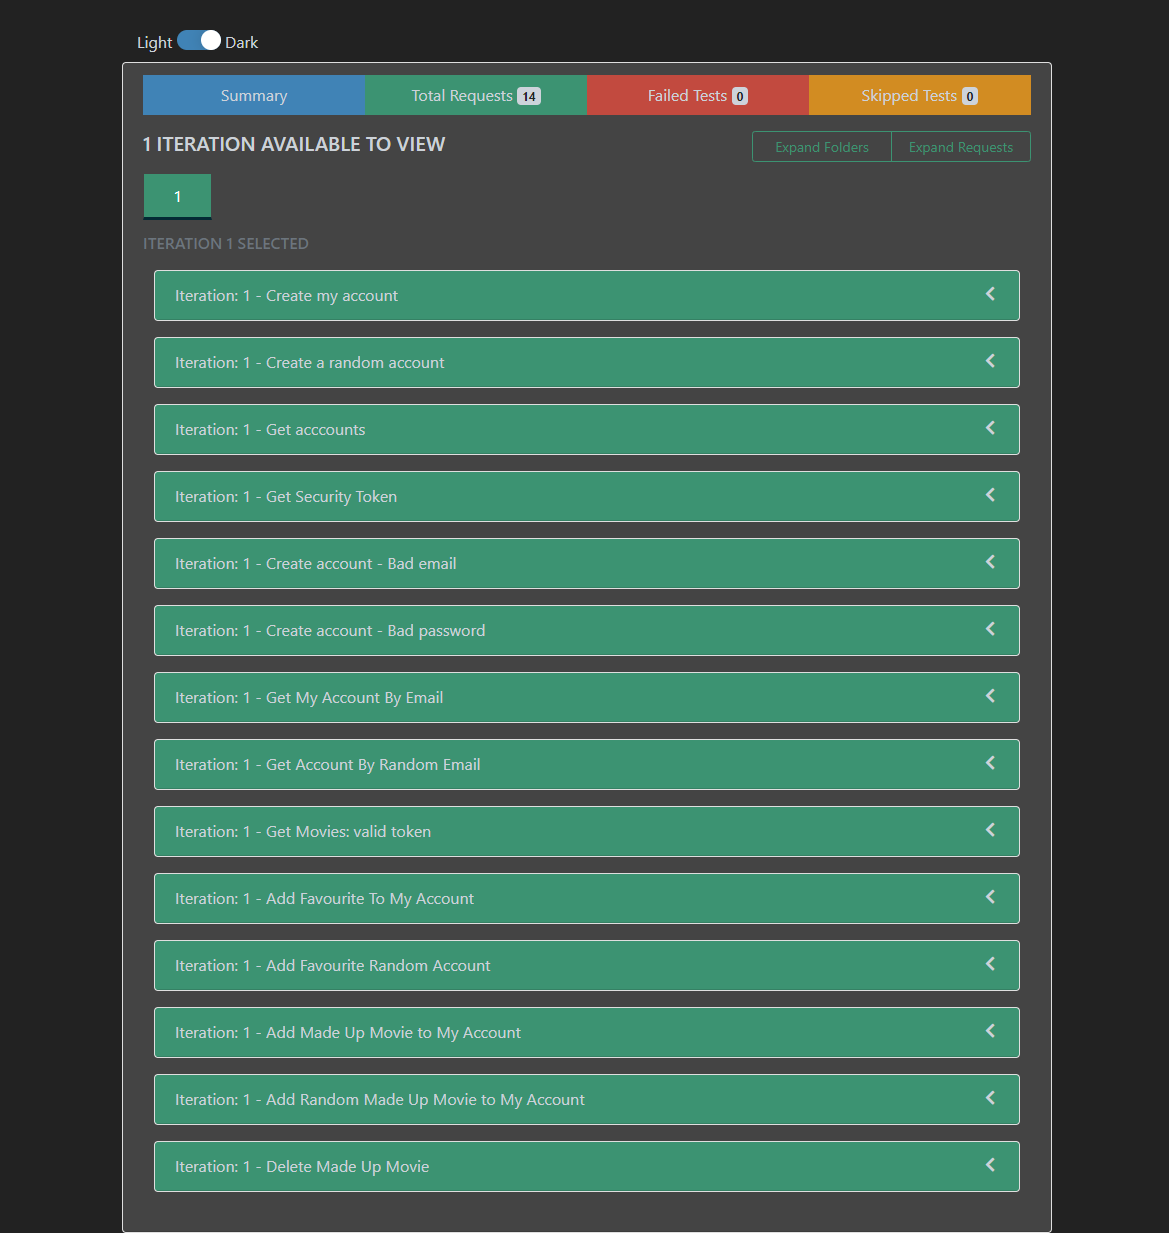 Light Dark
Summary Total Requests 14 Failed Tests 0 Skipped Tests 0
1 ITERATION AVAILABLE TO VIEW Expand Folders Expand Requests
1
ITERATION 1 SELECTED
Iteration: 1 - Create my account
Iteration: 1 - Create a random account
Iteration: 1 - Get acccounts
Iteration: 1 - Get Security Token
Iteration: 1 - Create account - Bad email
Iteration: 1 - Create account - Bad password
Iteration: 1 - Get My Account By Email
Iteration: 1 - Get Account By Random Email
Iteration: 1 - Get Movies: valid token
Iteration: 1 - Add Favourite To My Account
Iteration: 1 - Add Favourite Random Account
Iteration: 1 - Add Made Up Movie to My Account
Iteration: 1 - Add Random Made Up Movie to My Account
Iteration: 1 - Delete Made Up Movie